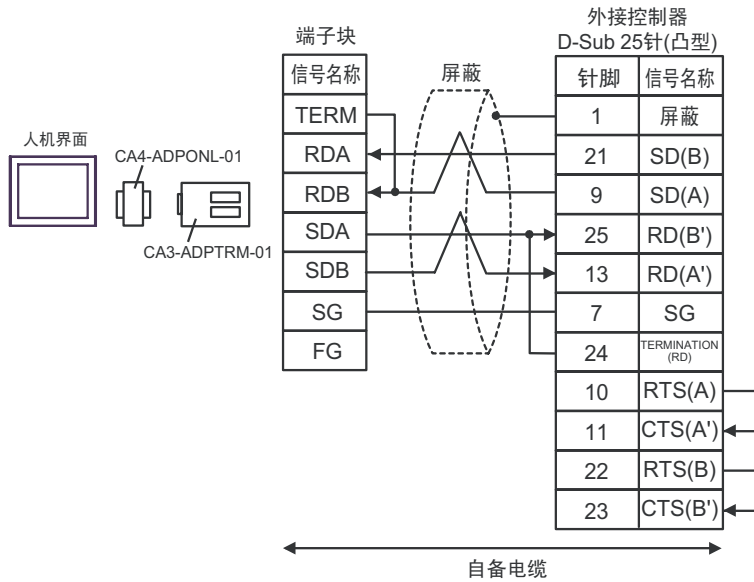 外接控制器
D-Sub 25针(凸型)
端子块
信号名称
屏蔽
针脚 信号名称
TERM
1 屏蔽
人机界面
CA4-ADPONL-01
CA3-ADPTRM-01
RDA
21 SD(B)
RDB
9 SD(A)
SDA
25 RD(B')
SDB
13 RD(A')
SG
7 SG
FG
24 TERMINATION
(RD)
10 RTS(A)
11 CTS(A')
22 RTS(B)
23 CTS(B')
自备电缆